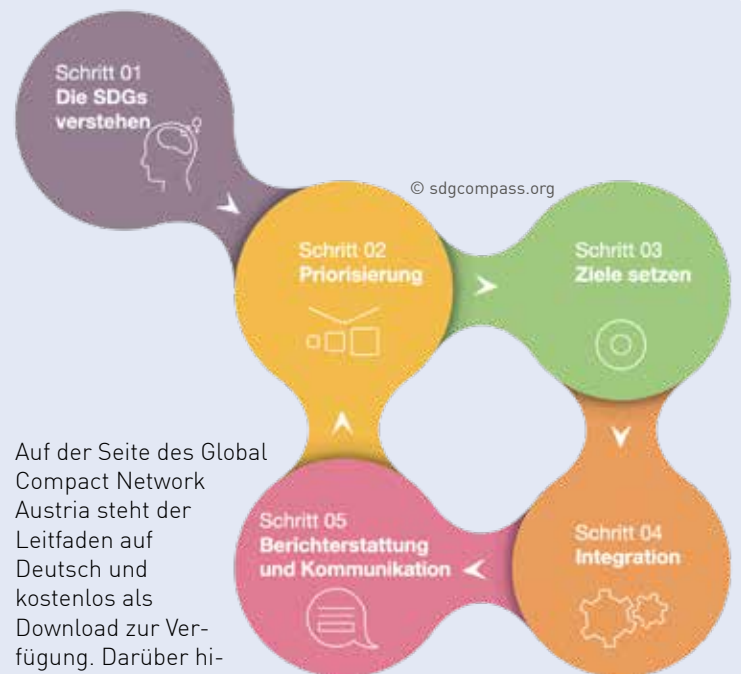 Schritt 01
Die SDGs
verstehen
© sdgcompass.org
Schritt 02
Priorisierung
Schritt 03
Ziele setzen
Schritt 04
Integration
Schritt 05
Berichterstattung
und Kommunikation
Auf der Seite des Global
Compact Network
Austria steht der
Leitfaden auf
Deutsch und
kostenlos als
Download zur Ver-
fügung. Darüber hi-